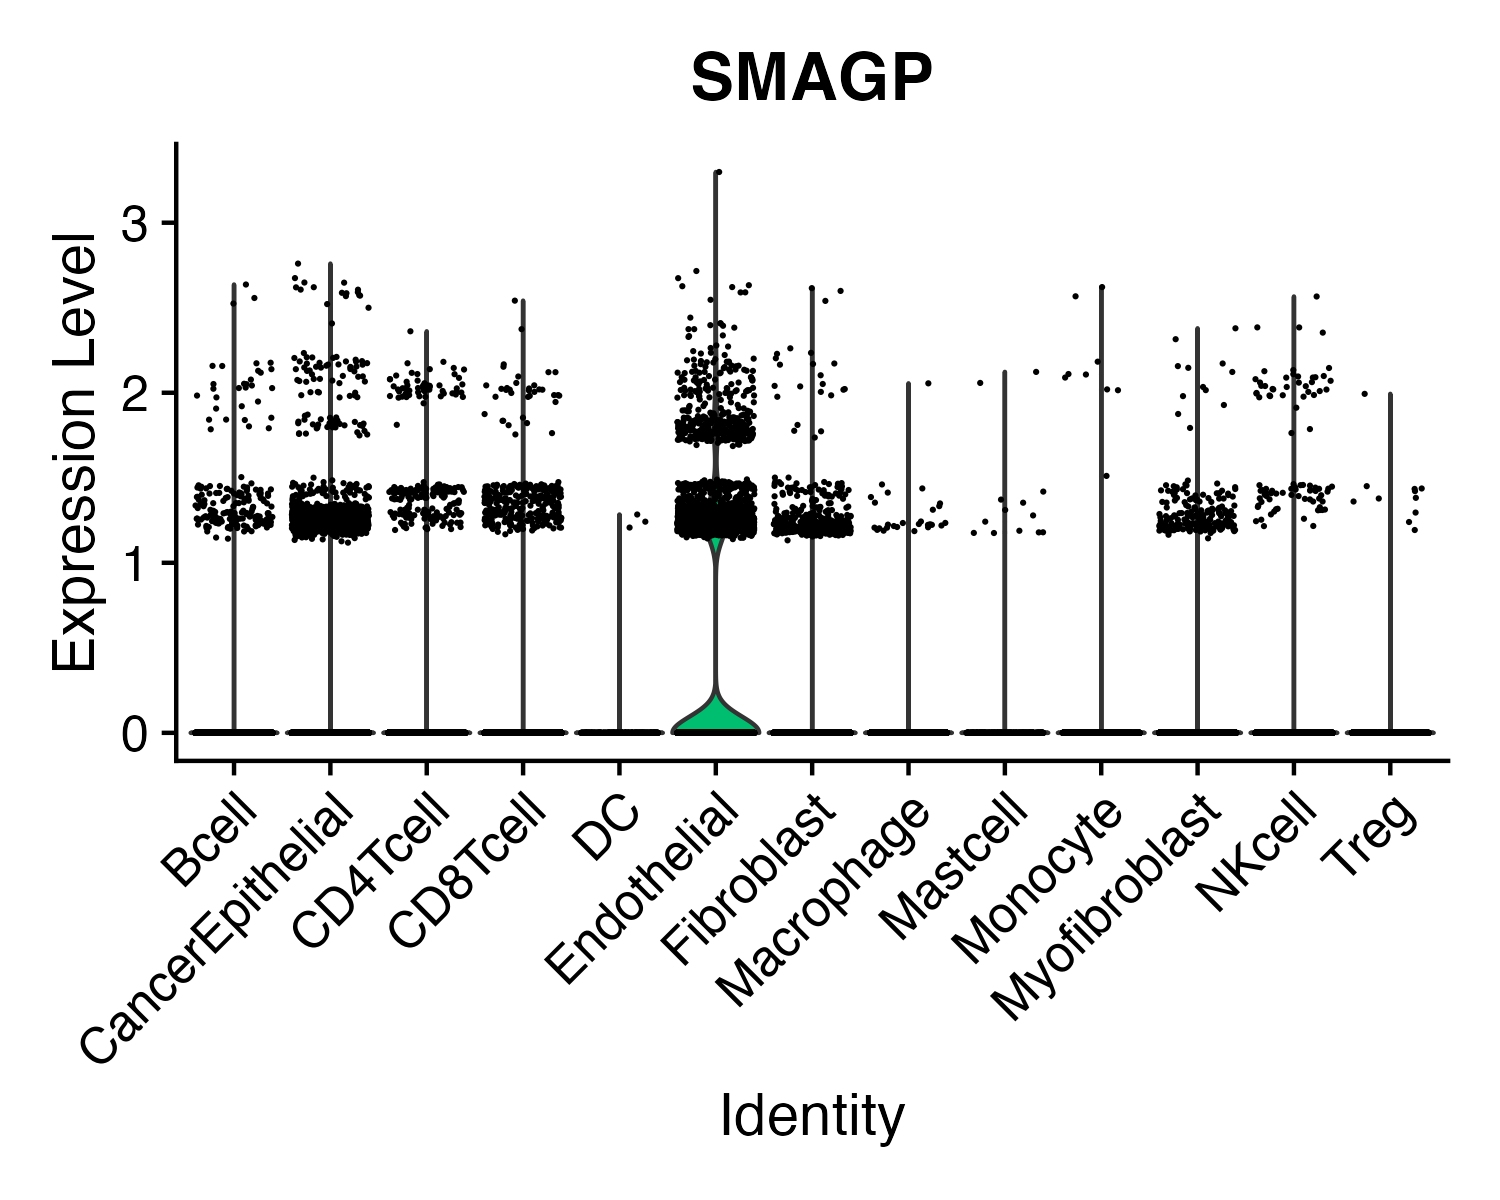 SMAGP
Expression Level
3
2
1
0
Bcell
CancerEpithelial
CD4Tcell
CD8Tcell
DC
Endothelial
Fibroblast
Macrophage
Mastcell
Monocyte
Myofibroblast
NKcell
Treg
Identity